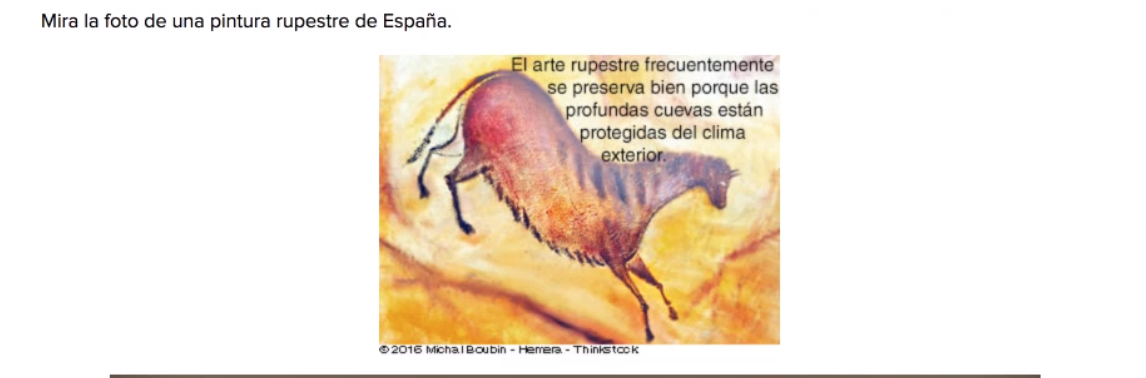 Mira la foto de una pintura rupestre de España.
El arte rupestre frecuentemente
se preserva bien porque las
profundas cuevas están
protegidas del clima
exterior.
© 2016 Michal Boubin - Hemera - Thinkstock